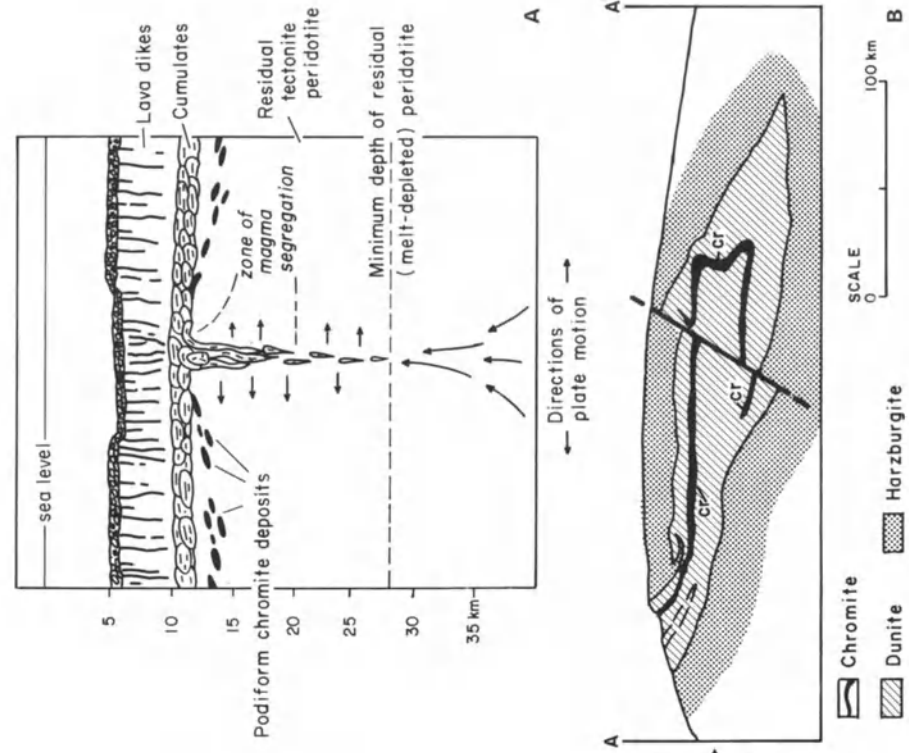 A
sea level
Lava dikes
Cumulates
Residual
tectonite
peridotite
zone of
magma
segregation
Podiform chromite deposits
Minimum depth of residual
(melt-depleted) peridotite
Directions of
plate motion
5
10
15
20
25
30
35 km
B
A
A
cr
cr
cr
SCALE
0
100 km
Chromite
Dunite
Harzburgite